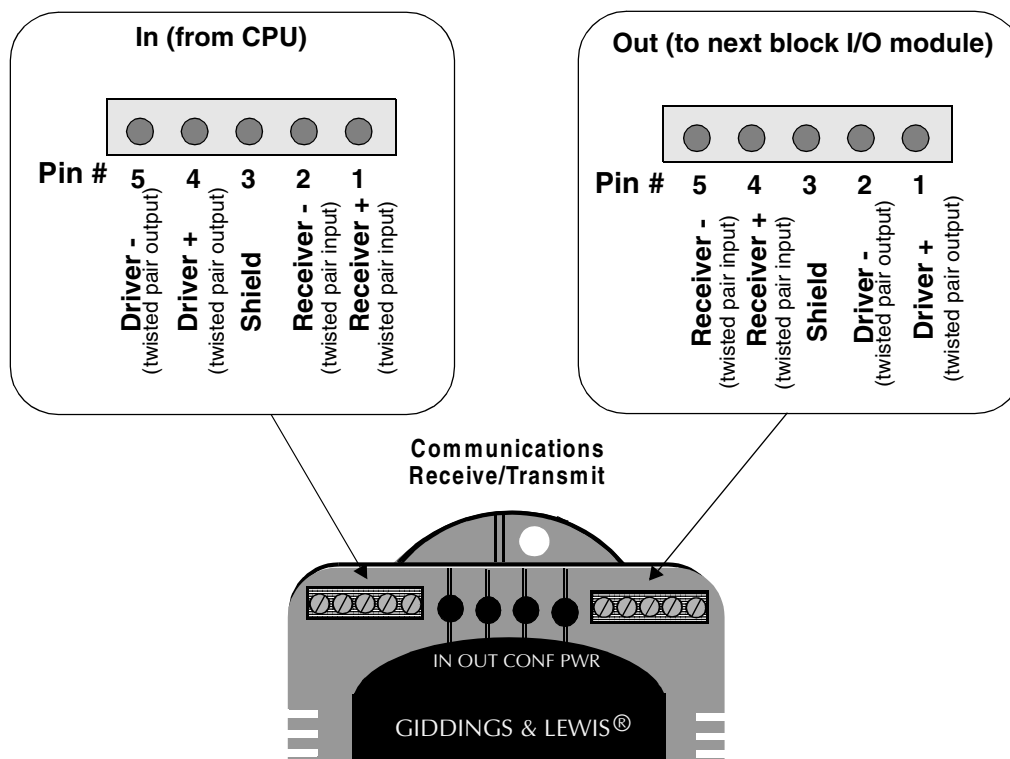 In (from CPU)
Pin #
5 4 3 2 1
Driver -
(twisted pair output)
Driver +
(twisted pair output)
Shield
Receiver -
(twisted pair input)
Receiver +
(twisted pair input)
Out (to next block I/O module)
Pin #
5 4 3 2 1
Receiver -
(twisted pair input)
Receiver +
(twisted pair input)
Shield
Driver -
(twisted pair output)
Driver +
(twisted pair output)
Communications
Receive/Transmit
IN OUT CONF PWR
GIDDINGS & LEWIS®